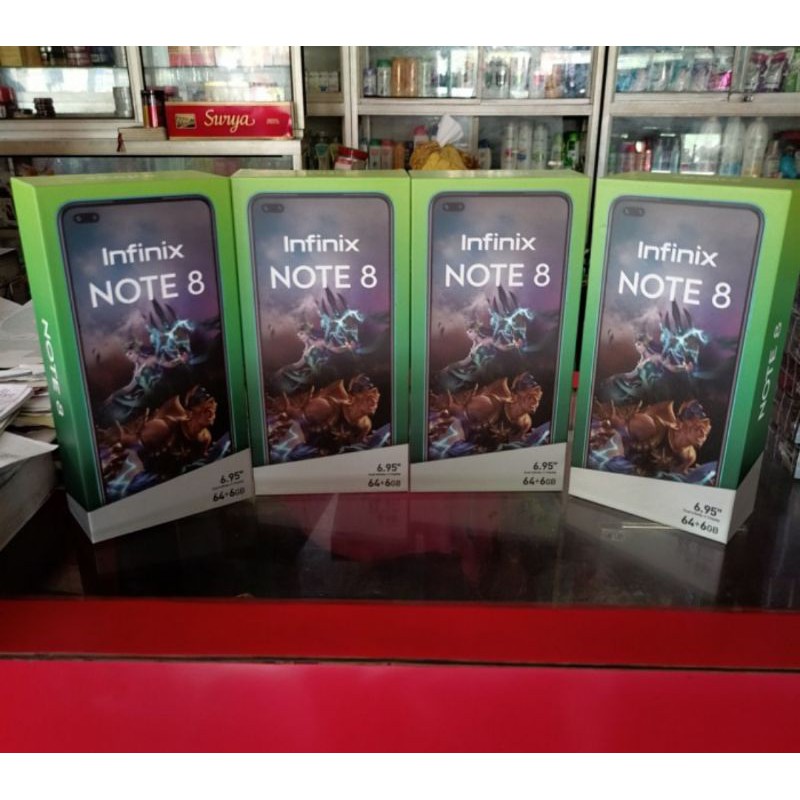 Surya
Infinix
NOTE 8
6.95"
64+6GB
NOTE 8
Infinix
NOTE 8
6.95"
64+6GB
Infinix
NOTE 8
6.95"
64+6GB
Infinix
NOTE 8
6.95"
64+6GB
NOTE 8